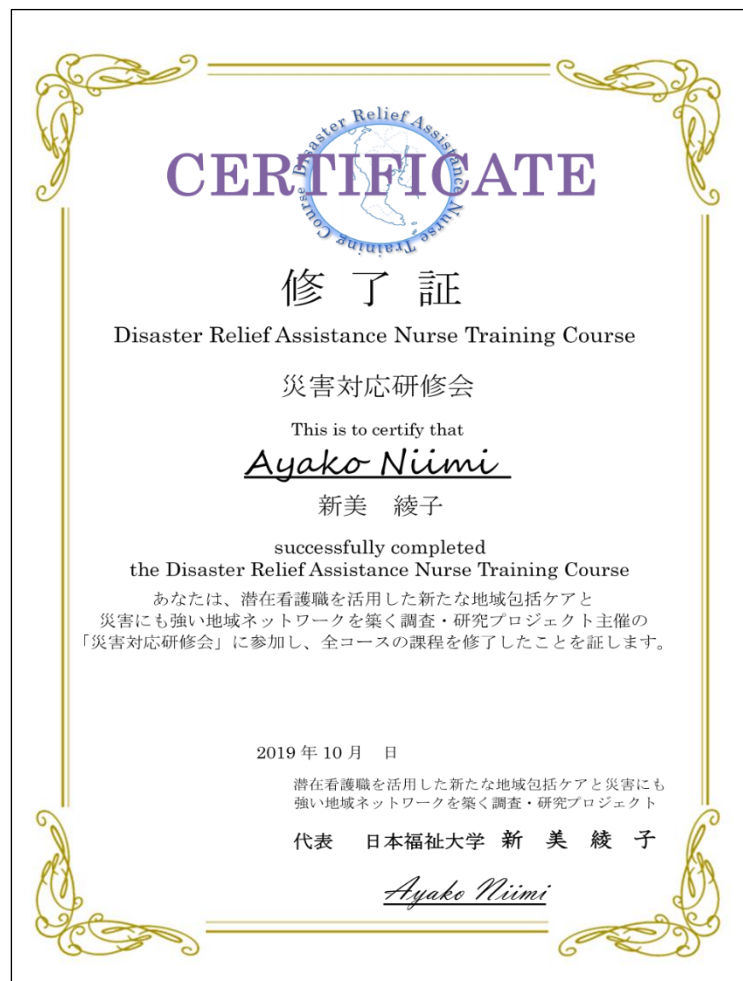 Disaster Relief Assistance Nurse Training Course
CERTIFICATE
修了証
Disaster Relief Assistance Nurse Training Course
災害対応研修会
This is to certify that
Ayako Niimi
新美　綾子
successfully completed
the Disaster Relief Assistance Nurse Training Course
あなたは、潜在看護職を活用した新たな地域包括ケアと
災害にも強い地域ネットワークを築く調査・研究プロジェクト主催の
「災害対応研修会」に参加し、全コースの課程を修了したことを証します。
2019年10月　日
潜在看護職を活用した新たな地域包括ケアと災害にも
強い地域ネットワークを築く調査・研究プロジェクト
代表　日本福祉大学 新 美 綾 子
Ayako Niimi